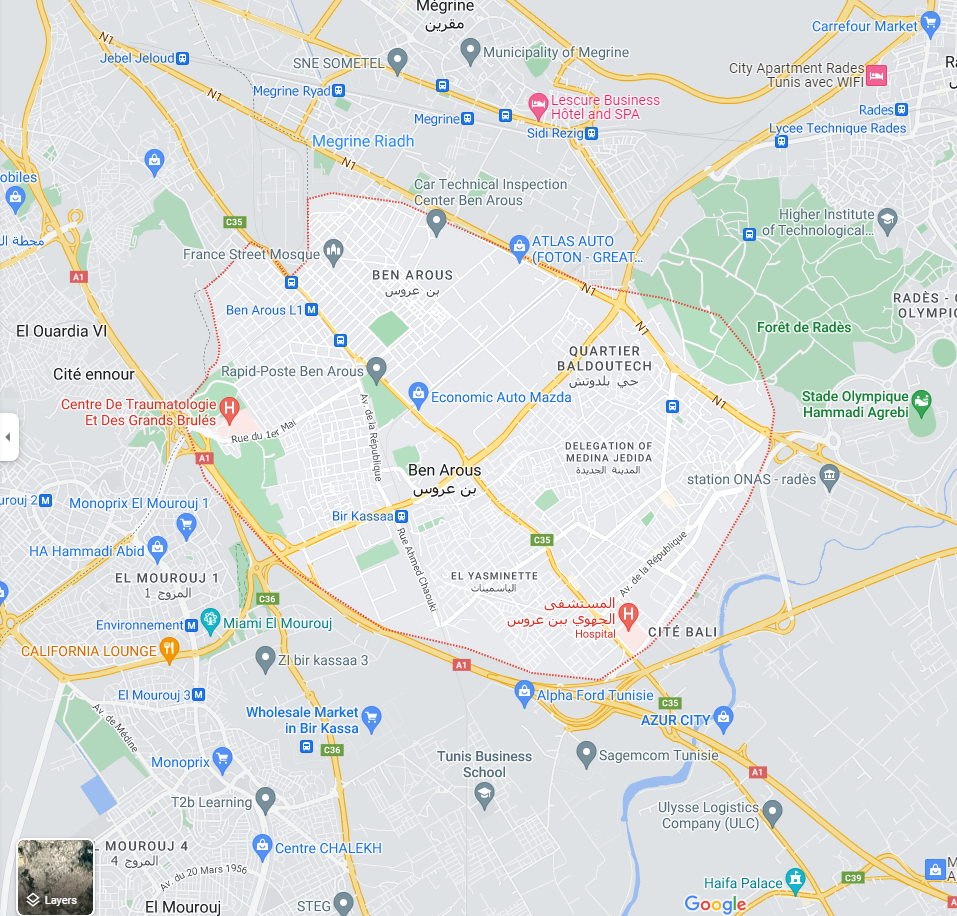 Mégrine
مقرين
Carrefour Market
N1
Jebel Jeloud
SNE SOMETEL
Municipality of Megrine
City Apartment Rades
Tunis avec WIFI
Megrine Ryad
N1
Lescure Business
Hôtel and SPA
Rades
Megrine
Sidi Rezig
Lycee Technique Rades
Megrine Riadh
N1
obiles
Car Technical Inspection
Center Ben Arous
Higher Institute
of Technological...
C35
محطة ال
ATLAS AUTO
(FOTON - GREAT...
France Street Mosque
A1
BEN AROUS
بن عروس
N1
RADÈS - 
OLYMPIC
Ben Arous L1
M
El Ouardia VI
N1
Forêt de Radès
QUARTIER
BALDOUTECH
حي بلدوتش
Cité ennour
Rapid-Poste Ben Arous
Economic Auto Mazda
N1
Stade Olympique
Hammadi Agrebi
Centre De Traumatologie
Et Des Grands Brulés
H
Rue du 1er Mai
Av. de la République
A1
Ben Arous
بن عروس
DELEGATION OF
MEDINA JEDIDA
المدينة الجديدة
station ONAS - radès
ourouj 2
M
Monoprix El Mourouj 1
Bir Kassaa
C35
HA Hammadi Abid
Rue Ahmed Chaouki
Av. de la République
EL MOUROUJ 1
المروج 1
EL YASMINETTE
الياسمينات
C36
المستشفى
الجهوي ببن عروس
Hospital
H
CITÉ BALI
Environnement
M
Miami El Mourouj
CALIFORNIA LOUNGE
ZI bir kassaa 3
A1
El Mourouj 3
M
Alpha Ford Tunisie
C35
Av. de Médine
Wholesale Market
in Bir Kassa
C36
AZUR CITY
Monoprix
Tunis Business
School
Sagemcom Tunisie
A1
T2b Learning
Ulysse Logistics
Company (ULC)
L MOUROUJ 4
المروج 4
Centre CHALEKH
Av. du 20 Mars 1956
Haifa Palace
C39
Layers
El Mourouj
STEG
Google